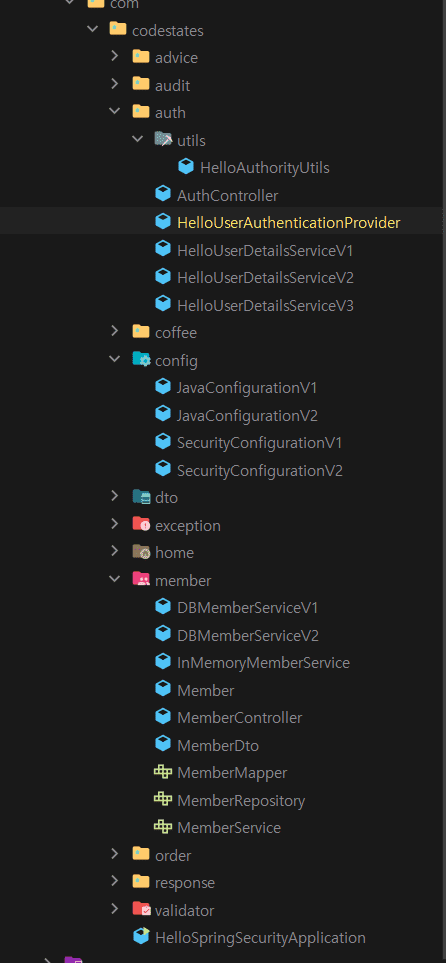 com
codestates
advice
audit
auth
utils
HelloAuthorityUtils
AuthController
HelloUserAuthenticationProvider
HelloUserDetailsServiceV1
HelloUserDetailsServiceV2
HelloUserDetailsServiceV3
coffee
config
JavaConfigurationV1
JavaConfigurationV2
SecurityConfigurationV1
SecurityConfigurationV2
dto
exception
home
member
DBMemberServiceV1
DBMemberServiceV2
InMemoryMemberService
Member
MemberController
MemberDto
MemberMapper
MemberRepository
MemberService
order
response
validator
HelloSpringSecurityApplication